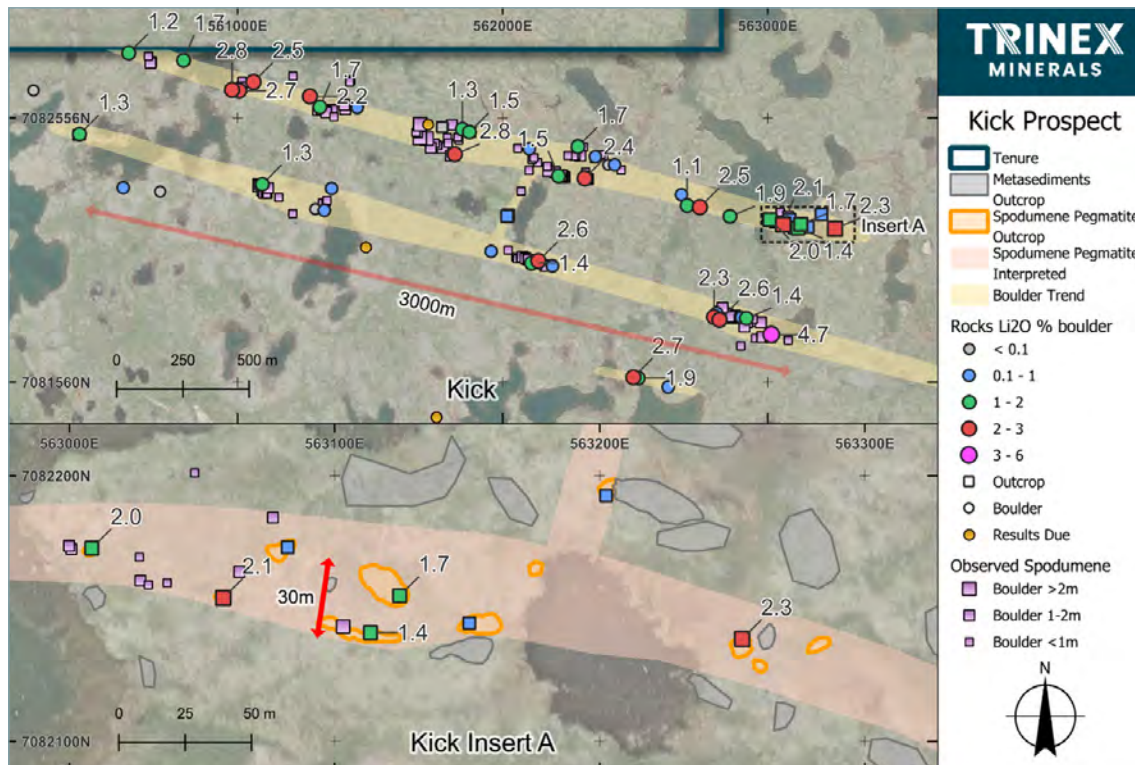 561000E 562000E 563000E
1.2 1.7
2.8 2.5
2.7 1.7
2.2
1.3 1.5
2.8
1.3
7082556N
1.3
1.5 1.7
2.4
1.1 2.5
1.9 2.1 1.7 2.3
Insert A
2.0 1.4
2.6
1.4
3000m
2.3 2.6 1.4
4.7
2.7
1.9
0 250 500 m
7081560N
Kick
563000E 563100E 563200E 563300E
7082200N
2.0
2.1
30m
1.7
1.4
2.3
0 25 50 m
7082100N
Kick Insert A
TRINEX
MINERALS
Kick Prospect
Tenure
Metasediments
Outcrop
Spodumene Pegmatite
Outcrop
Spodumene Pegmatite
Interpreted
Boulder Trend
Rocks Li2O % boulder
< 0.1
0.1 - 1
1 - 2
2 - 3
3 - 6
Outcrop
Boulder
Results Due
Observed Spodumene
Boulder >2m
Boulder 1-2m
Boulder <1m
N